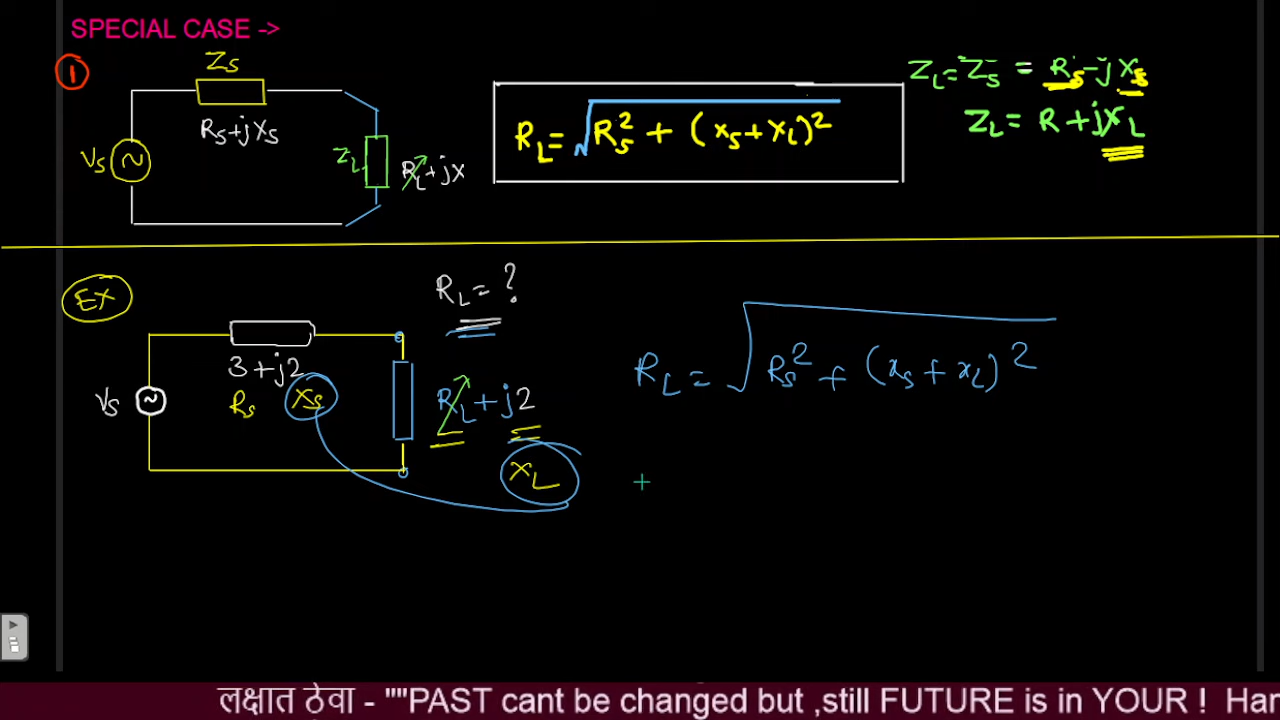 SPECIAL CASE ->
1
Zs
Rs+jXs
Vs
ZL
RL+jX
RL= √Rs² + (xs+xL)²
ZL= Zs = Rs-jXs
ZL= R+jXL
EX
RL= ?
3+j2
Rs Xs
Vs
RL+j2
XL
RL= √Rs² + (xs+xL)²
+
लक्षात ठेवा - ""PAST cant be changed but ,still FUTURE is in YOUR ! Har